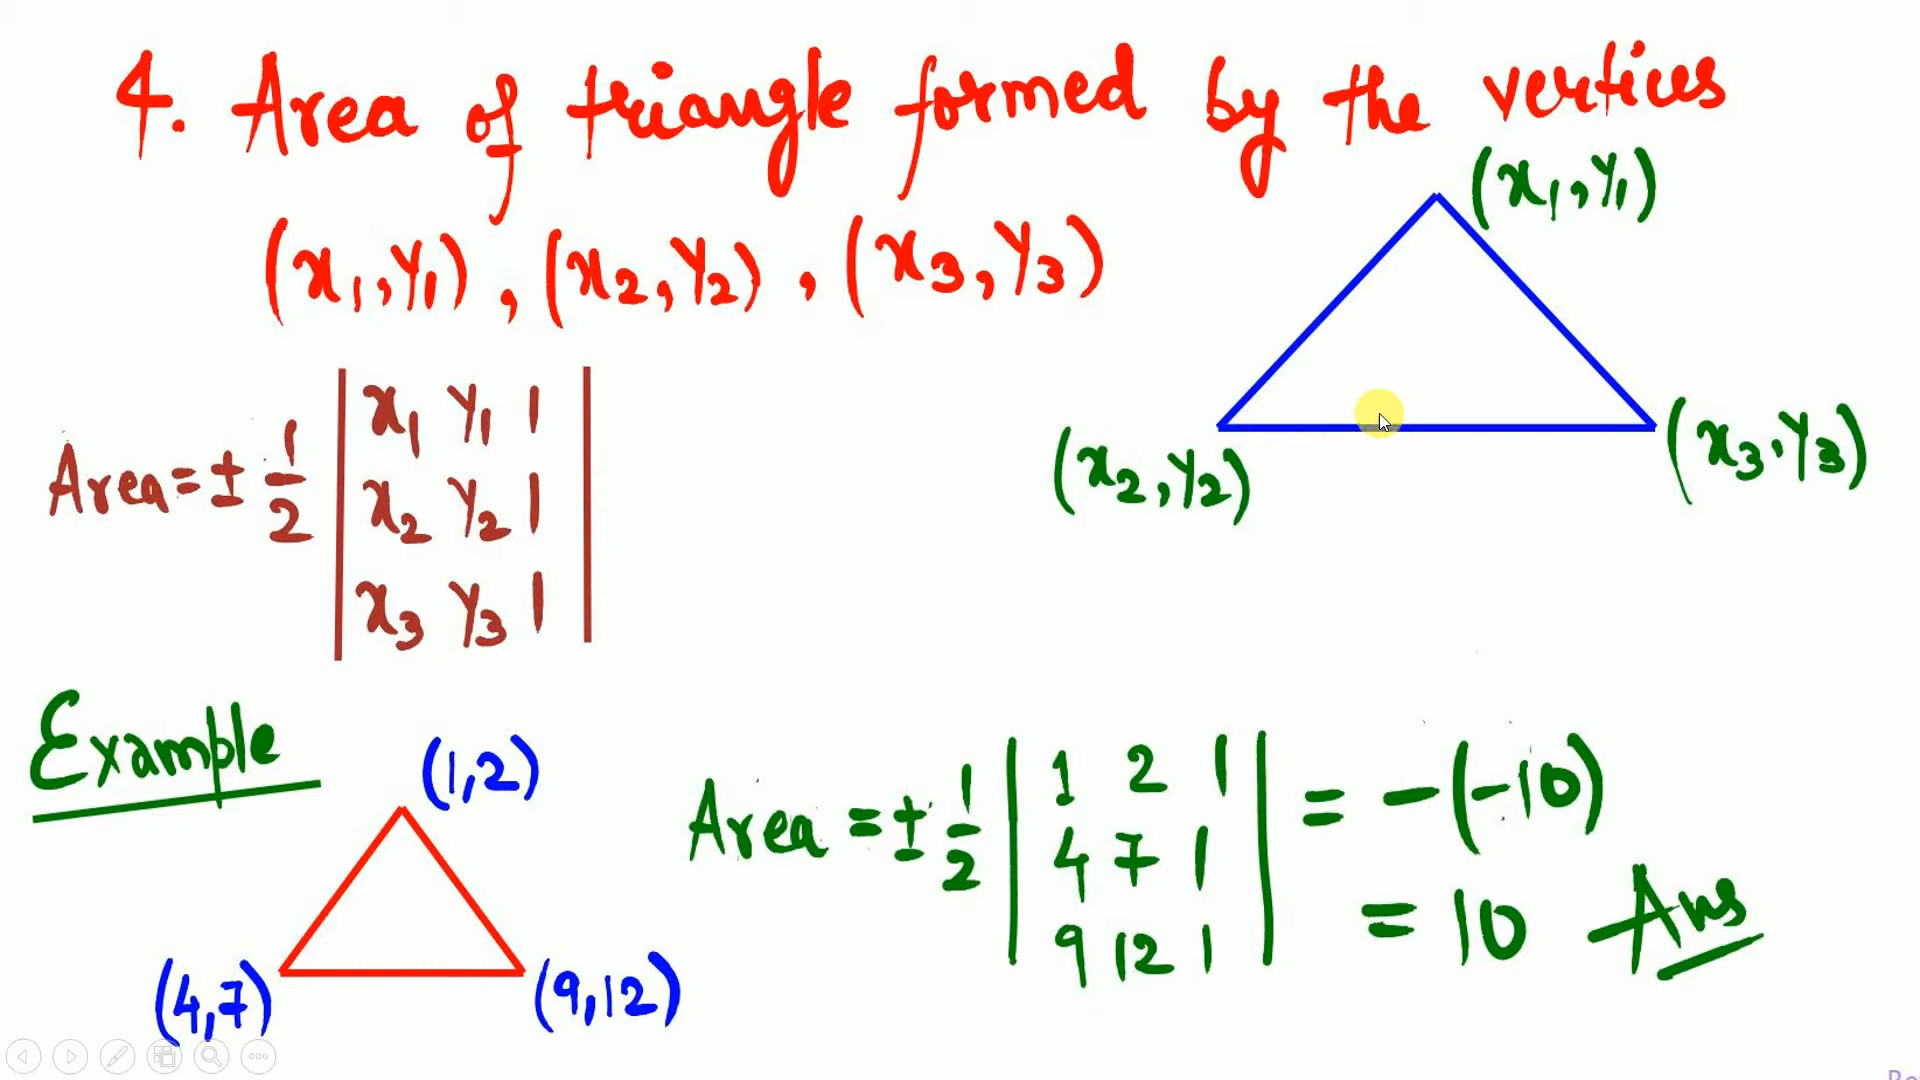 4. Area of triangle formed by the vertices
(x₁,y₁), (x₂,y₂), (x₃,y₃)
(x₁,y₁)
(x₂,y₂)
(x₃,y₃)
Area = ± 1/2 | x₁ y₁ 1
x₂ y₂ 1
x₃ y₃ 1 |
Example
(1,2)
(4,7)
(9,12)
Area = ± 1/2 | 1 2 1
4 7 1
9 12 1 | = -(-10)
= 10 Ans